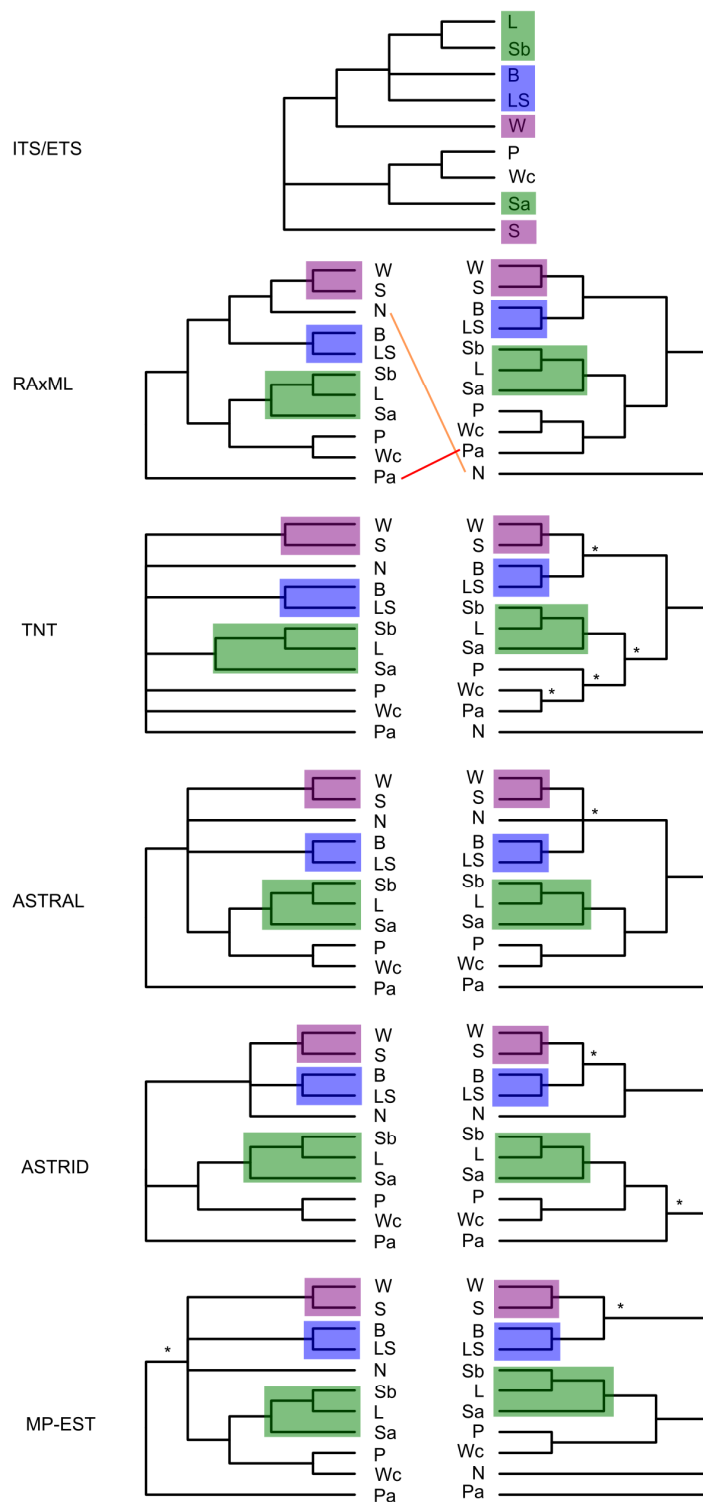 L
Sb
B
LS
W
ITS/ETS
P
Wc
Sa
S
W W
S S
N B
B LS
LS Sb
RAxML Sb L
L Sa
Sa P
P Wc
Wc Pa
Pa N
W W
S S
N B
B LS
LS Sb
TNT Sb L
L Sa
Sa P
P Wc
Wc Pa
Pa N
* * * *
W W
S S
N N
B B
LS LS
ASTRAL Sb Sb
L L
Sa Sa
P P
Wc Wc
Pa Pa
*
W W
S S
B B
LS LS
N N
ASTRID Sb Sb
L L
Sa Sa
P P
Wc Wc
Pa Pa
* *
W W
S S
B B
LS LS
N Sb
Sb L
L Sa
MP-EST Sa P
P Wc
Wc N
Pa Pa
* *